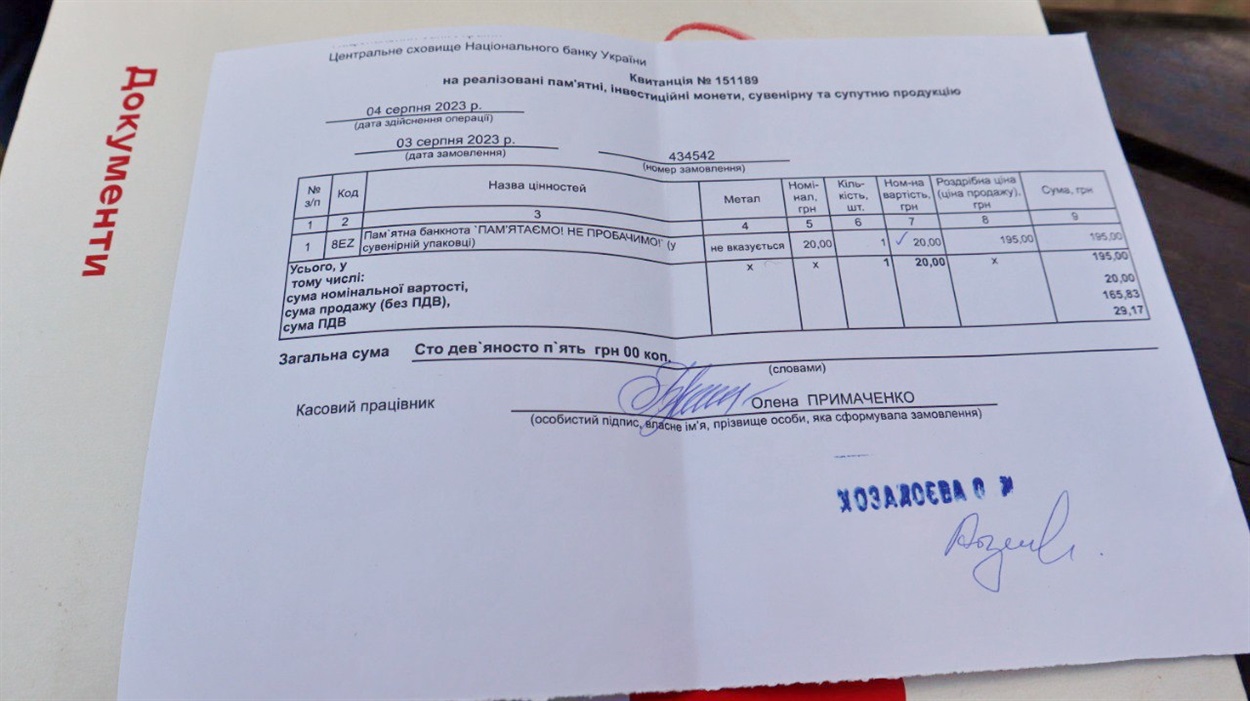 Документи
Центральне сховище Національного банку України
Квитанція № 151189
на реалізовані пам'ятні, інвестиційні монети, сувенірну та супутню продукцію
04 серпня 2023 р.
(дата здійснення операції)
03 серпня 2023 р. 434542
(дата замовлення) (номер замовлення)
№ з/п Код Назва цінностей Метал Номі-нал, грн Кіль-кість, шт. Ном-на вартість, грн Роздрібна ціна (ціна продажу), грн Сума, грн
1 2 3 4 5 6 7 8 9
1 8EZ Пам`ятна банкнота `ПАМ'ЯТАЄМО! НЕ ПРОБАЧИМО!` (у сувенірній упаковці) не вказується 20,00 1 20,00 195,00 195,00
Усього, у х х 1 20,00 х 195,00
тому числі:
сума номінальної вартості, 20,00
сума продажу (без ПДВ), 165,83
сума ПДВ 29,17
Загальна сума Сто дев`яносто п`ять грн 00 коп.
(словами)
Касовий працівник Олена ПРИМАЧЕНКО
(особистий підпис, власне ім'я, прізвище особи, яка сформувала замовлення)